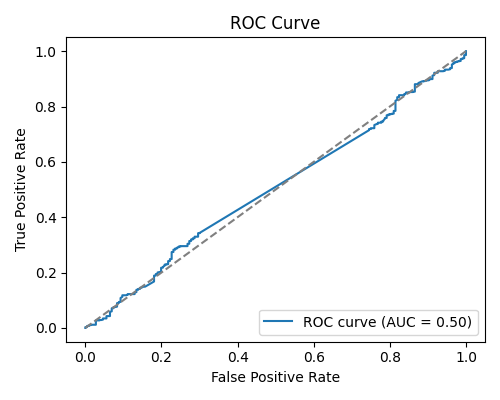 ROC Curve
True Positive Rate
1.0
0.8
0.6
0.4
0.2
0.0
ROC curve (AUC = 0.50)
0.0 0.2 0.4 0.6 0.8 1.0
False Positive Rate